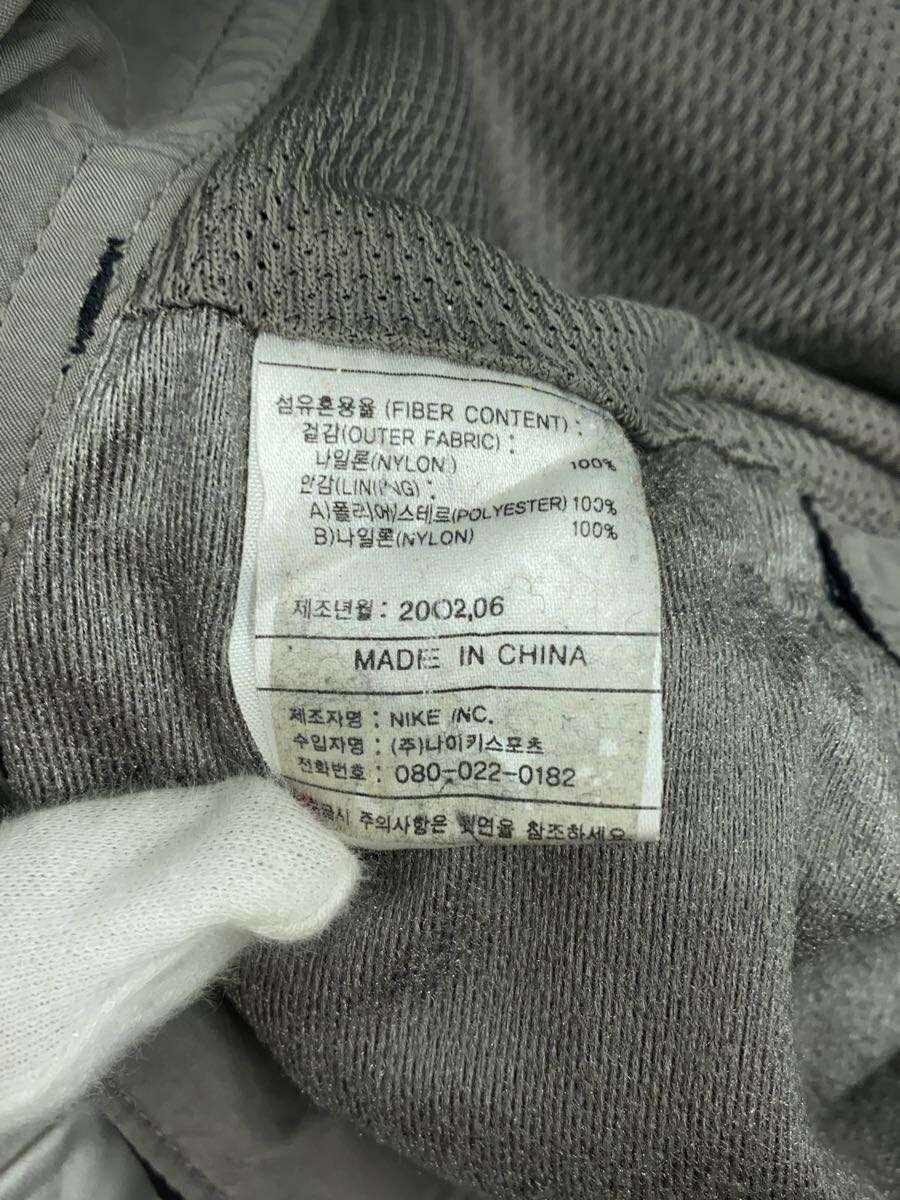 섬유혼용율 (FIBER CONTENT) :
겉감(OUTER FABRIC) :
나일론(NYLON) 100%
안감(LINING) :
A)폴리에스테르(POLYESTER) 100%
B)나일론(NYLON) 100%
제조년월 : 2002,06
MADE IN CHINA
제조자명 : NIKE INC.
수입자명 : (주)나이키스포츠
전화번호 : 080-022-0182
주의사항은 뒷면을 참조하세요